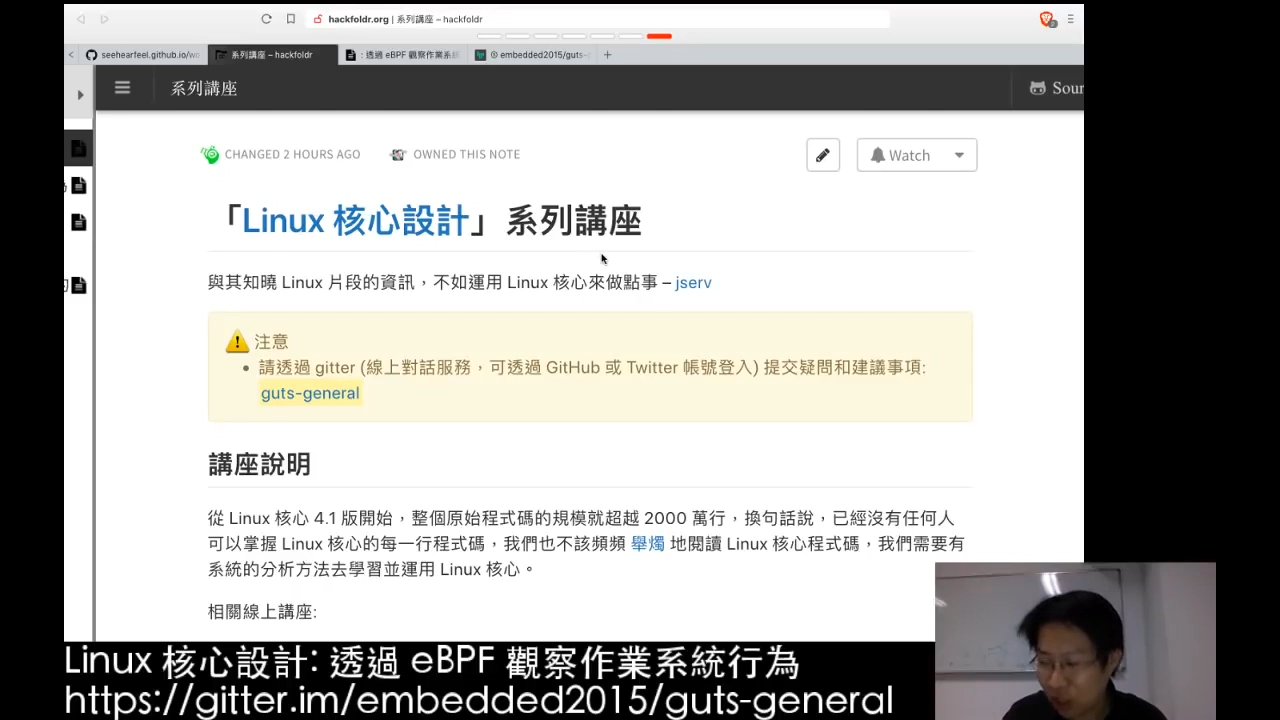 hackfoldr.org | 系列講座 – hackfoldr
seehearfeel.github.io/wo
系列講座 – hackfoldr
: 透過 eBPF 觀察作業系統
embedded2015/guts-
系列講座
Sour
CHANGED 2 HOURS AGO
OWNED THIS NOTE
Watch
「Linux 核心設計」系列講座
與其知曉 Linux 片段的資訊，不如運用 Linux 核心來做點事 – jserv
注意
請透過 gitter (線上對話服務，可透過 GitHub 或 Twitter 帳號登入) 提交疑問和建議事項:
guts-general
講座說明
從 Linux 核心 4.1 版開始，整個原始程式碼的規模就超越 2000 萬行，換句話說，已經沒有任何人
可以掌握 Linux 核心的每一行程式碼，我們也不該頻頻 舉燭 地閱讀 Linux 核心程式碼，我們需要有
系統的分析方法去學習並運用 Linux 核心。
相關線上講座:
Linux 核心設計: 透過 eBPF 觀察作業系統行為
https://gitter.im/embedded2015/guts-general